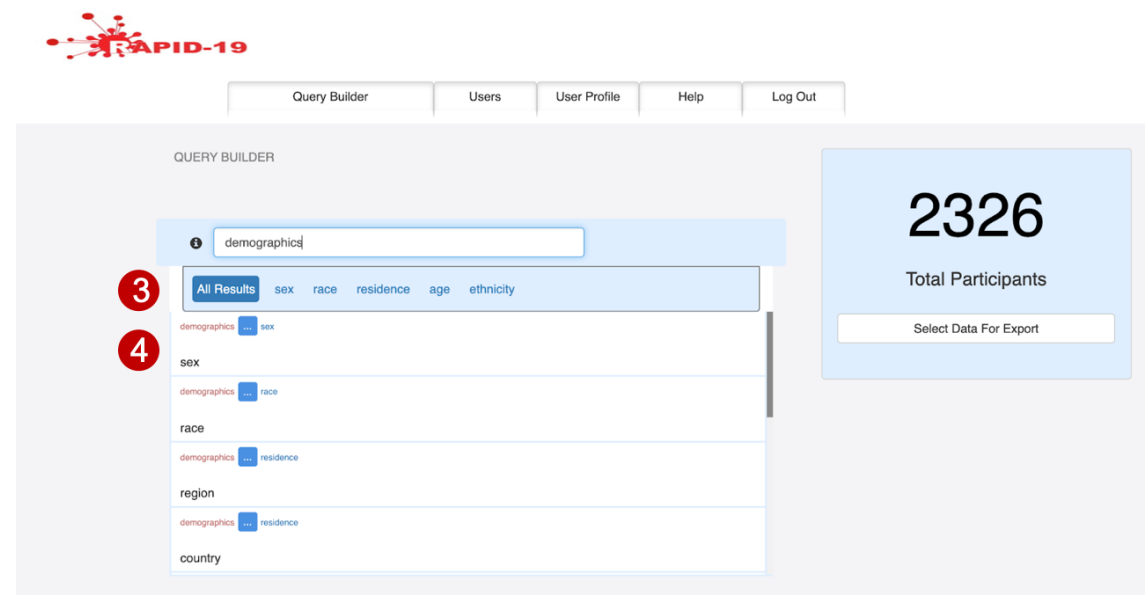 RAPID-19
Query Builder Users User Profile Help Log Out
QUERY BUILDER
demographics
3
All Results sex race residence age ethnicity
4
demographics ... sex
sex
demographics ... race
race
demographics ... residence
region
demographics ... residence
country
2326
Total Participants
Select Data For Export